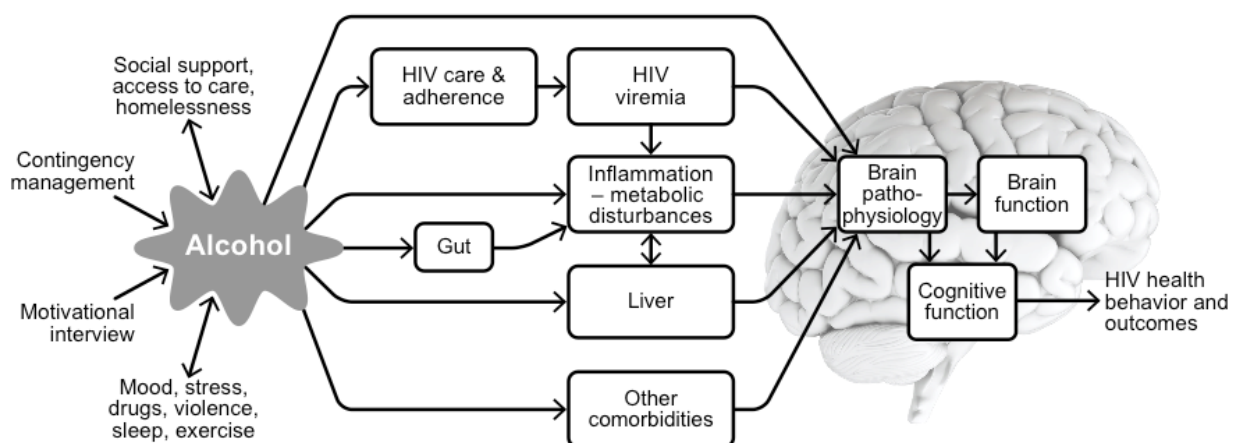 Social support,
access to care,
homelessness
Contingency
management
Alcohol
Motivational
interview
Mood, stress,
drugs, violence,
sleep, exercise
HIV care &
adherence
HIV
viremia
Inflammation
– metabolic
disturbances
Gut
Liver
Other
comorbidities
Brain
patho-
physiology
Brain
function
Cognitive
function
HIV health
behavior and
outcomes